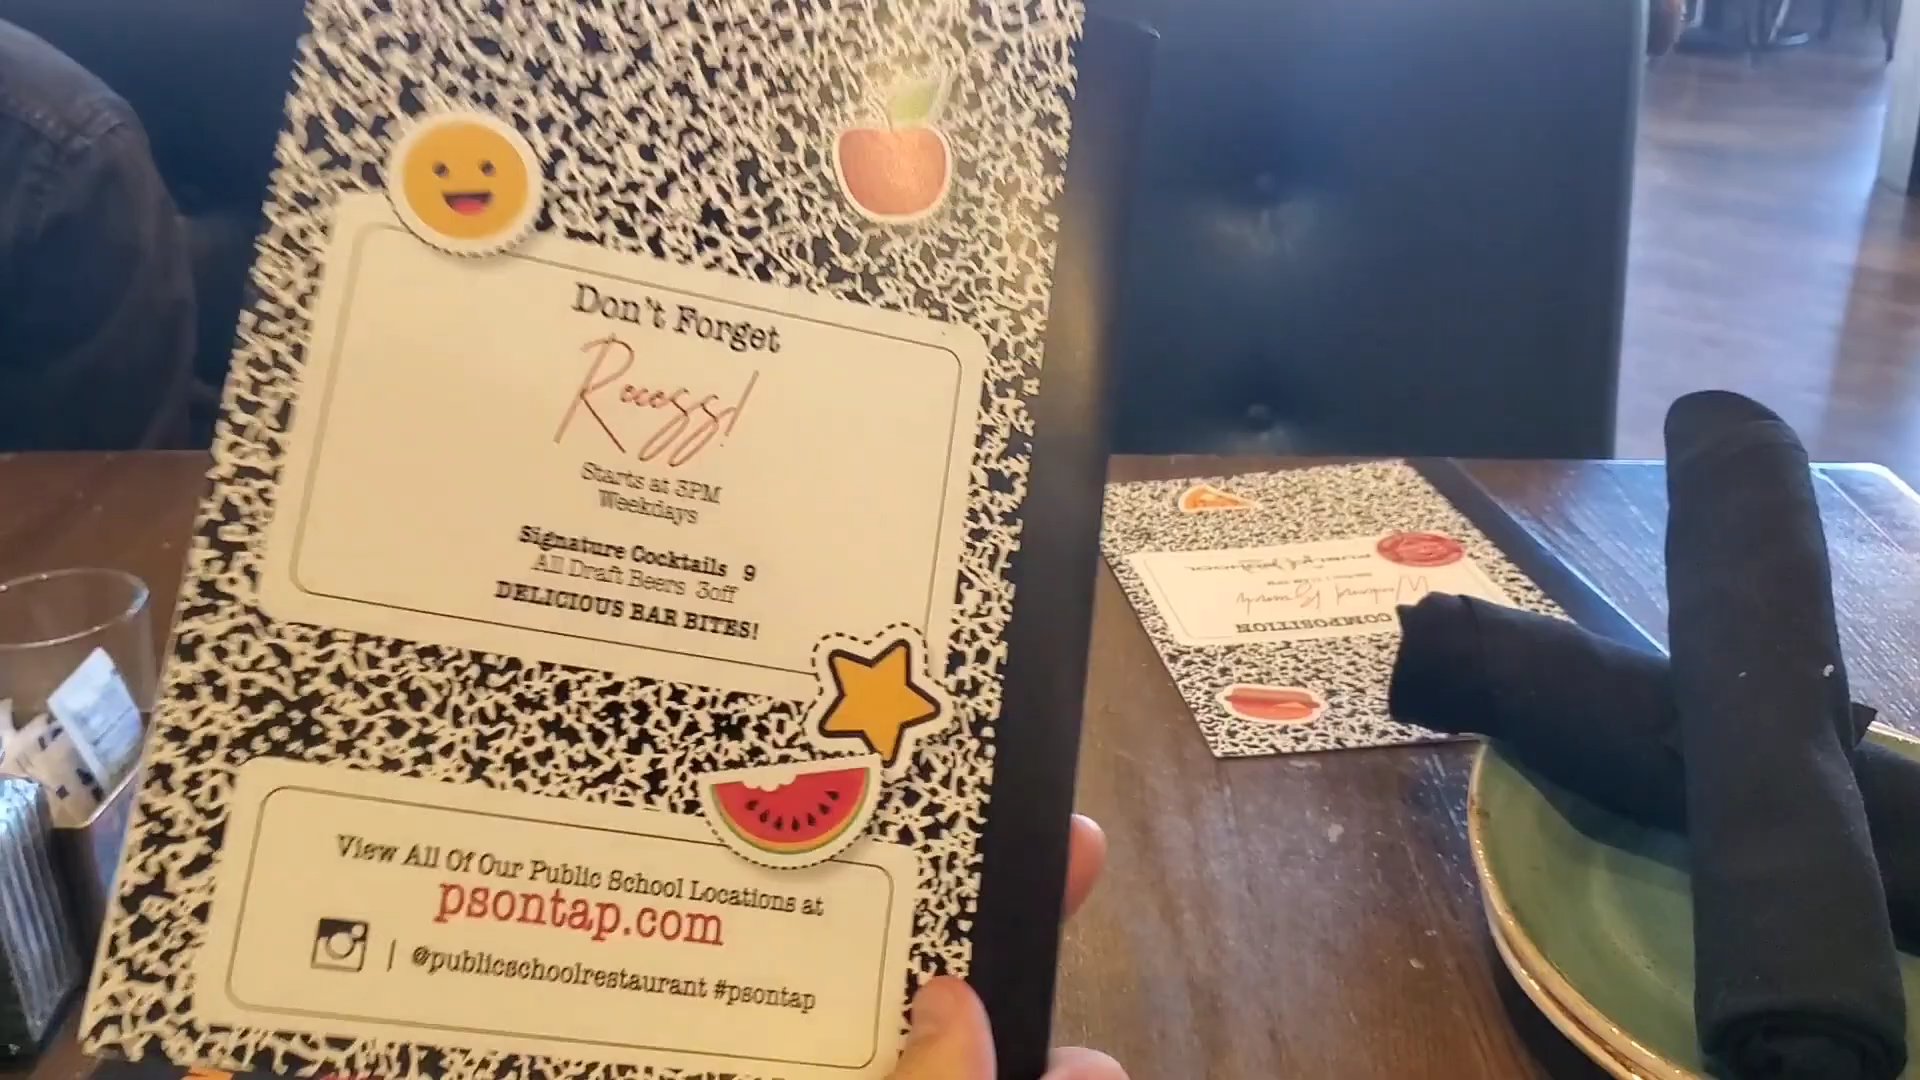 Don't Forget
Recess!
Starts at 3PM
Weekdays
Signature Cocktails 9
All Draft Beers 3off
DELICIOUS BAR BITES!
View All Of Our Public School Locations at
psontap.com
| @publicschoolrestaurant #psontap
COMPOSITION